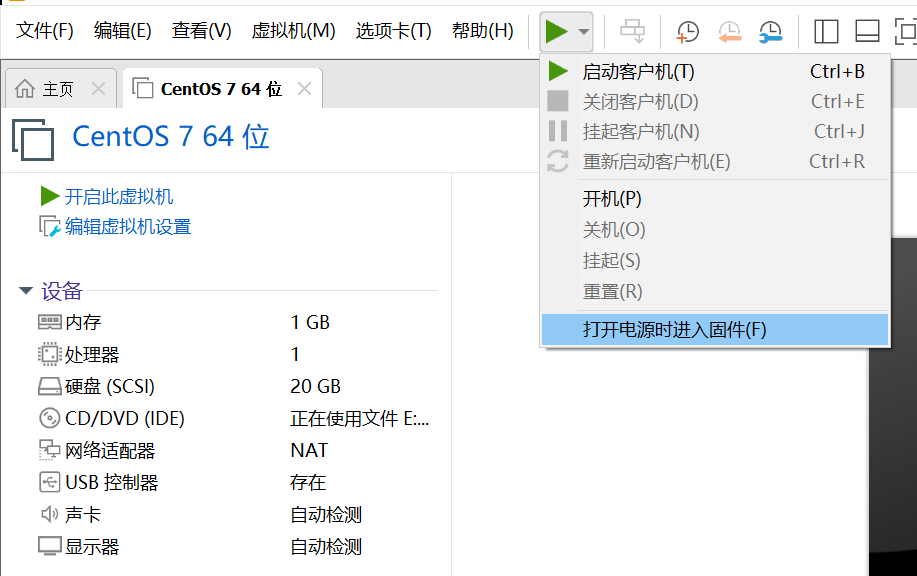 文件(F) 编辑(E) 查看(V) 虚拟机(M) 选项卡(T) 帮助(H)
主页 CentOS 7 64 位
CentOS 7 64 位
开启此虚拟机
编辑虚拟机设置
设备
内存 1 GB
处理器 1
硬盘 (SCSI) 20 GB
CD/DVD (IDE) 正在使用文件 E:...
网络适配器 NAT
USB 控制器 存在
声卡 自动检测
显示器 自动检测
启动客户机(T) Ctrl+B
关闭客户机(D) Ctrl+E
挂起客户机(N) Ctrl+J
重新启动客户机(E) Ctrl+R
开机(P)
关机(O)
挂起(S)
重置(R)
打开电源时进入固件(F)